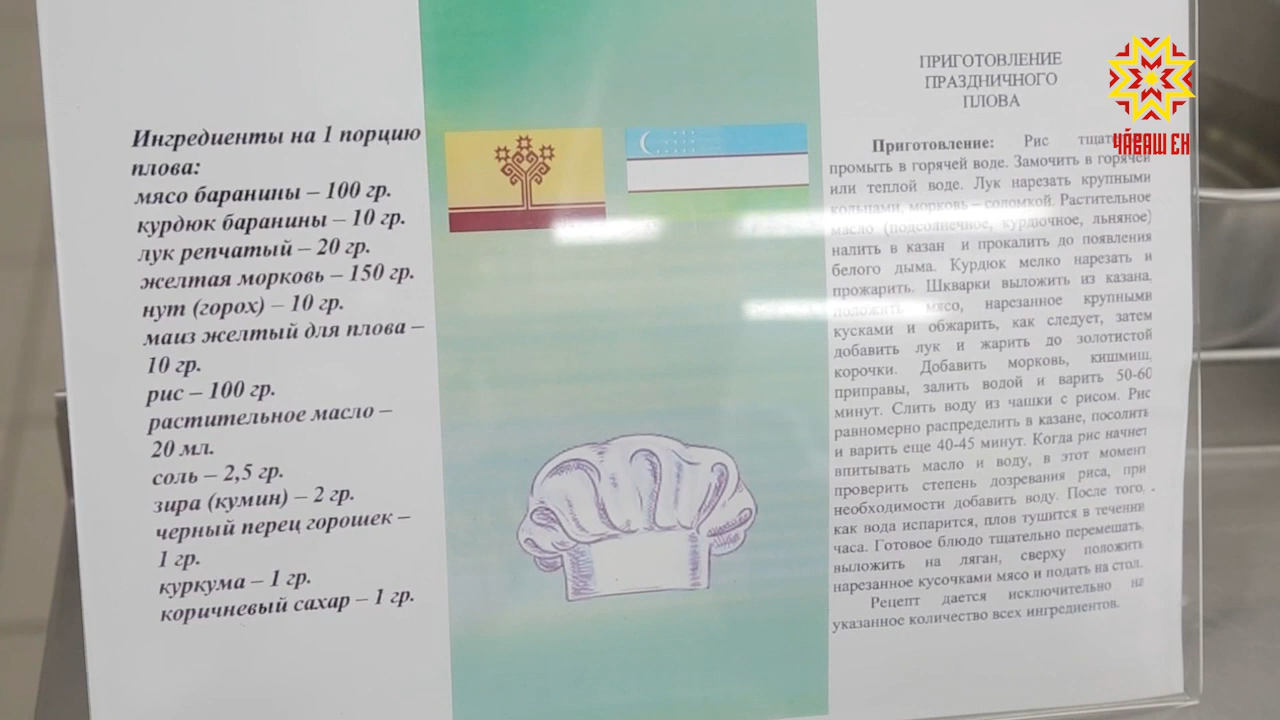 Ингредиенты на 1 порцию
плова:
мясо баранины – 100 гр.
курдюк баранины – 10 гр.
лук репчатый – 20 гр.
желтая морковь – 150 гр.
нут (горох) – 10 гр.
маиз желтый для плова –
10 гр.
рис – 100 гр.
растительное масло –
20 мл.
соль – 2,5 гр.
зира (кумин) – 2 гр.
черный перец горошек –
1 гр.
куркума – 1 гр.
коричневый сахар – 1 гр.
ПРИГОТОВЛЕНИЕ
ПРАЗДНИЧНОГО
ПЛОВА
Приготовление: Рис
промыть в горячей воде. Замочить в горячей
или теплой воде. Лук нарезать крупными
кольцами, морковь – соломкой. Растительное
масло (подсолнечное, курдючное, льняное)
налить в казан и прокалить до появления
белого дыма. Курдюк мелко нарезать и
прожарить. Шкварки выложить из казана,
положить мясо, нарезанное крупными
кусками и обжарить, как следует, затем
добавить лук и жарить до золотистой
корочки. Добавить морковь, кишмиш,
приправы, залить водой и варить 50-60
минут. Слить воду из чашки с рисом. Рис
равномерно распределить в казане, посолить
и варить еще 40-45 минут. Когда рис начнет
впитывать масло и воду, в этот момент
проверить степень дозревания риса, при
необходимости добавить воду. После того,
как вода испарится, плов тушится в течении
часа. Готовое блюдо тщательно перемешать,
выложить на ляган, сверху положить
нарезанное кусочками мясо и подать на стол.
Рецепт дается исключительно на
указанное количество всех ингредиентов.
ЧӐВАШ ЕН